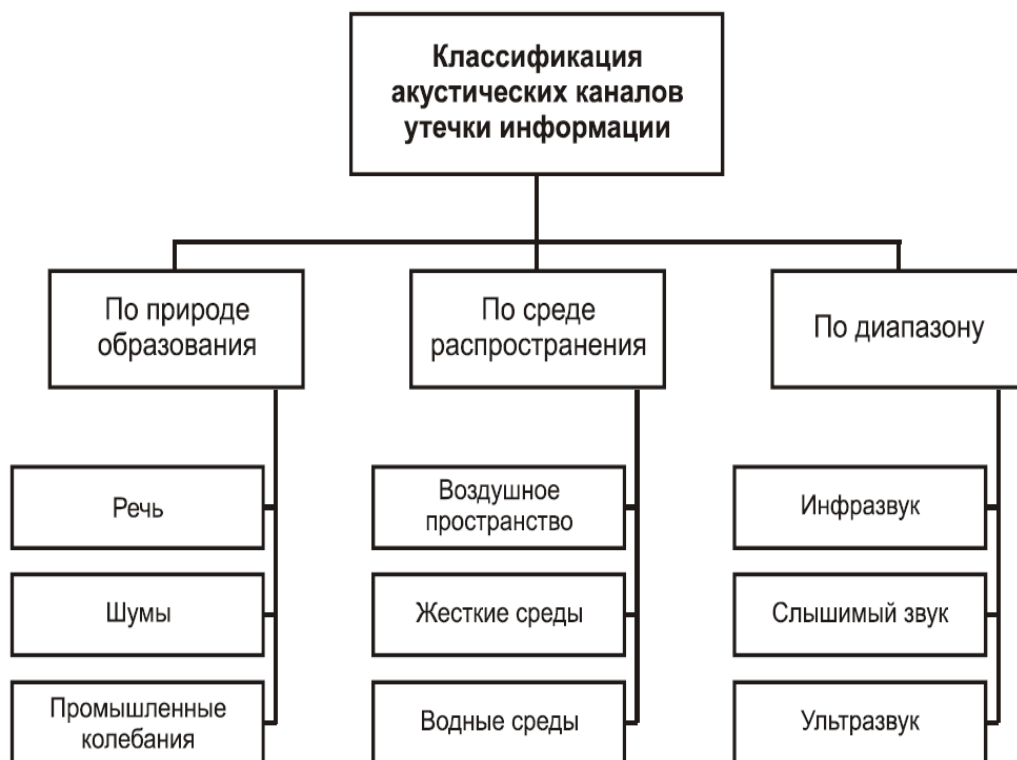 Классификация
акустических каналов
утечки информации
По природе
образования
По среде
распространения
По диапазону
Речь
Воздушное
пространство
Инфразвук
Шумы
Жесткие среды
Слышимый звук
Промышленные
колебания
Водные среды
Ультразвук